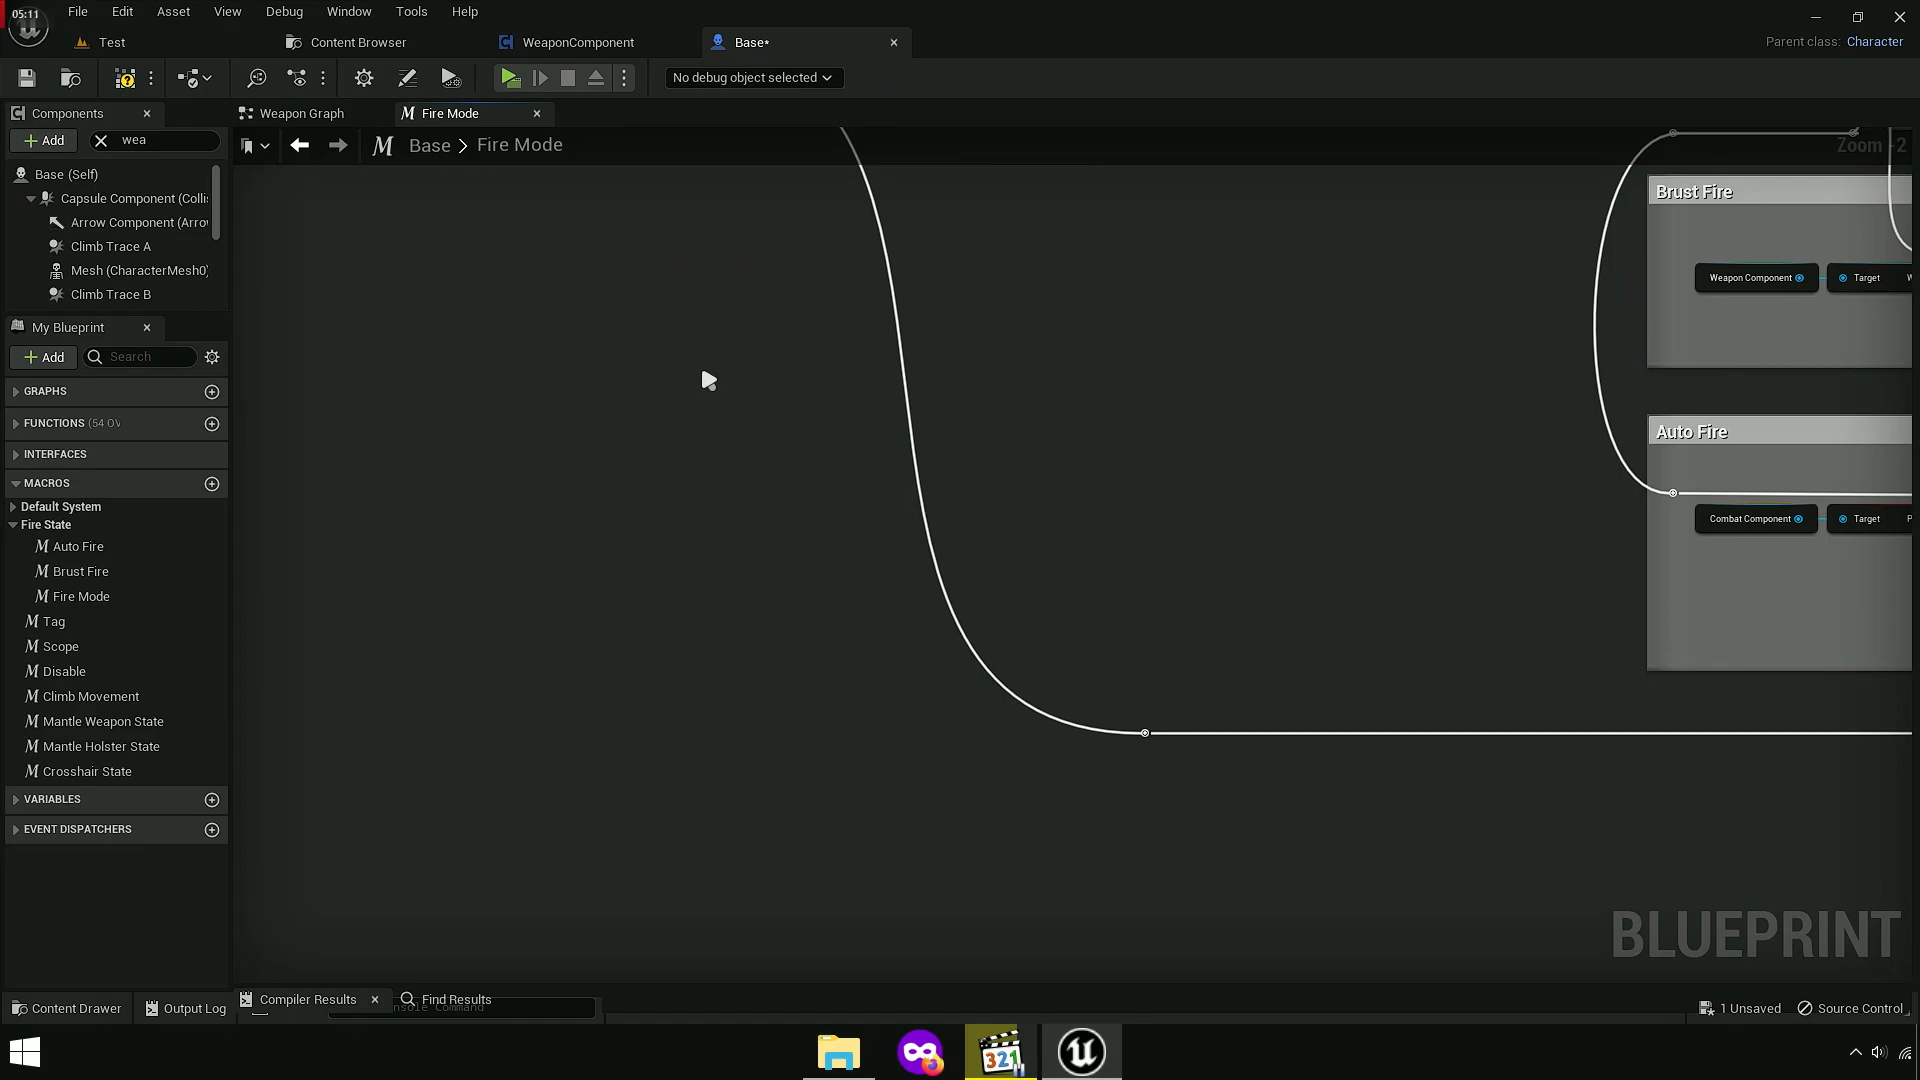 05:11
File Edit Asset View Debug Window Tools Help
Test
Content Browser
WeaponComponent
Base*
Parent class: Character
No debug object selected
Components
Weapon Graph
Fire Mode
Add
wea
Base > Fire Mode
Zoom -2
Base (Self)
Capsule Component (Colli
Arrow Component (Arro
Climb Trace A
Mesh (CharacterMesh0)
Climb Trace B
My Blueprint
Add
Search
GRAPHS
FUNCTIONS (54 OV
INTERFACES
MACROS
Default System
Fire State
Auto Fire
Brust Fire
Fire Mode
Tag
Scope
Disable
Climb Movement
Mantle Weapon State
Mantle Holster State
Crosshair State
VARIABLES
EVENT DISPATCHERS
Brust Fire
Weapon Component
Target
Auto Fire
Combat Component
Target
BLUEPRINT
Content Drawer
Output Log
Compiler Results
Find Results
nsole Command
1 Unsaved
Source Control
321